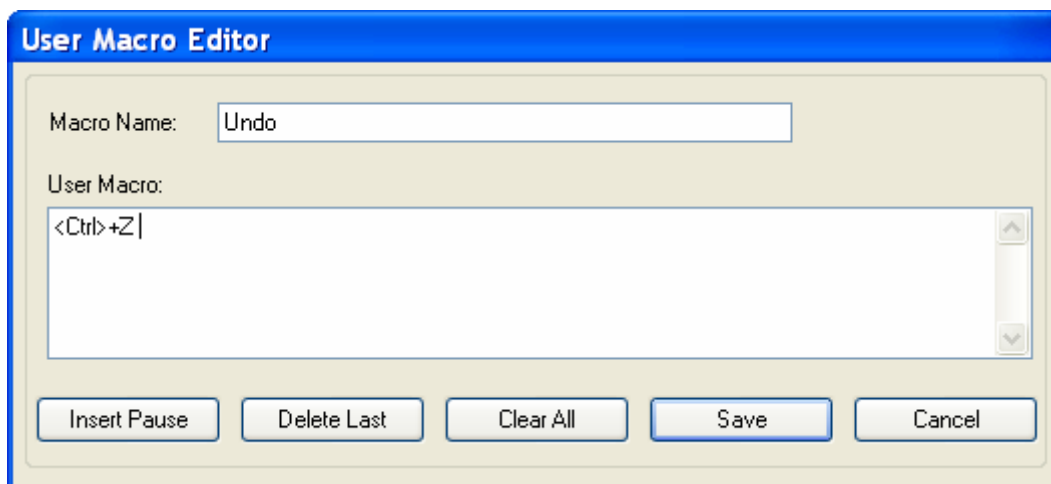 User Macro Editor
Macro Name: Undo
User Macro:
<Ctrl>+Z
Insert Pause Delete Last Clear All Save Cancel